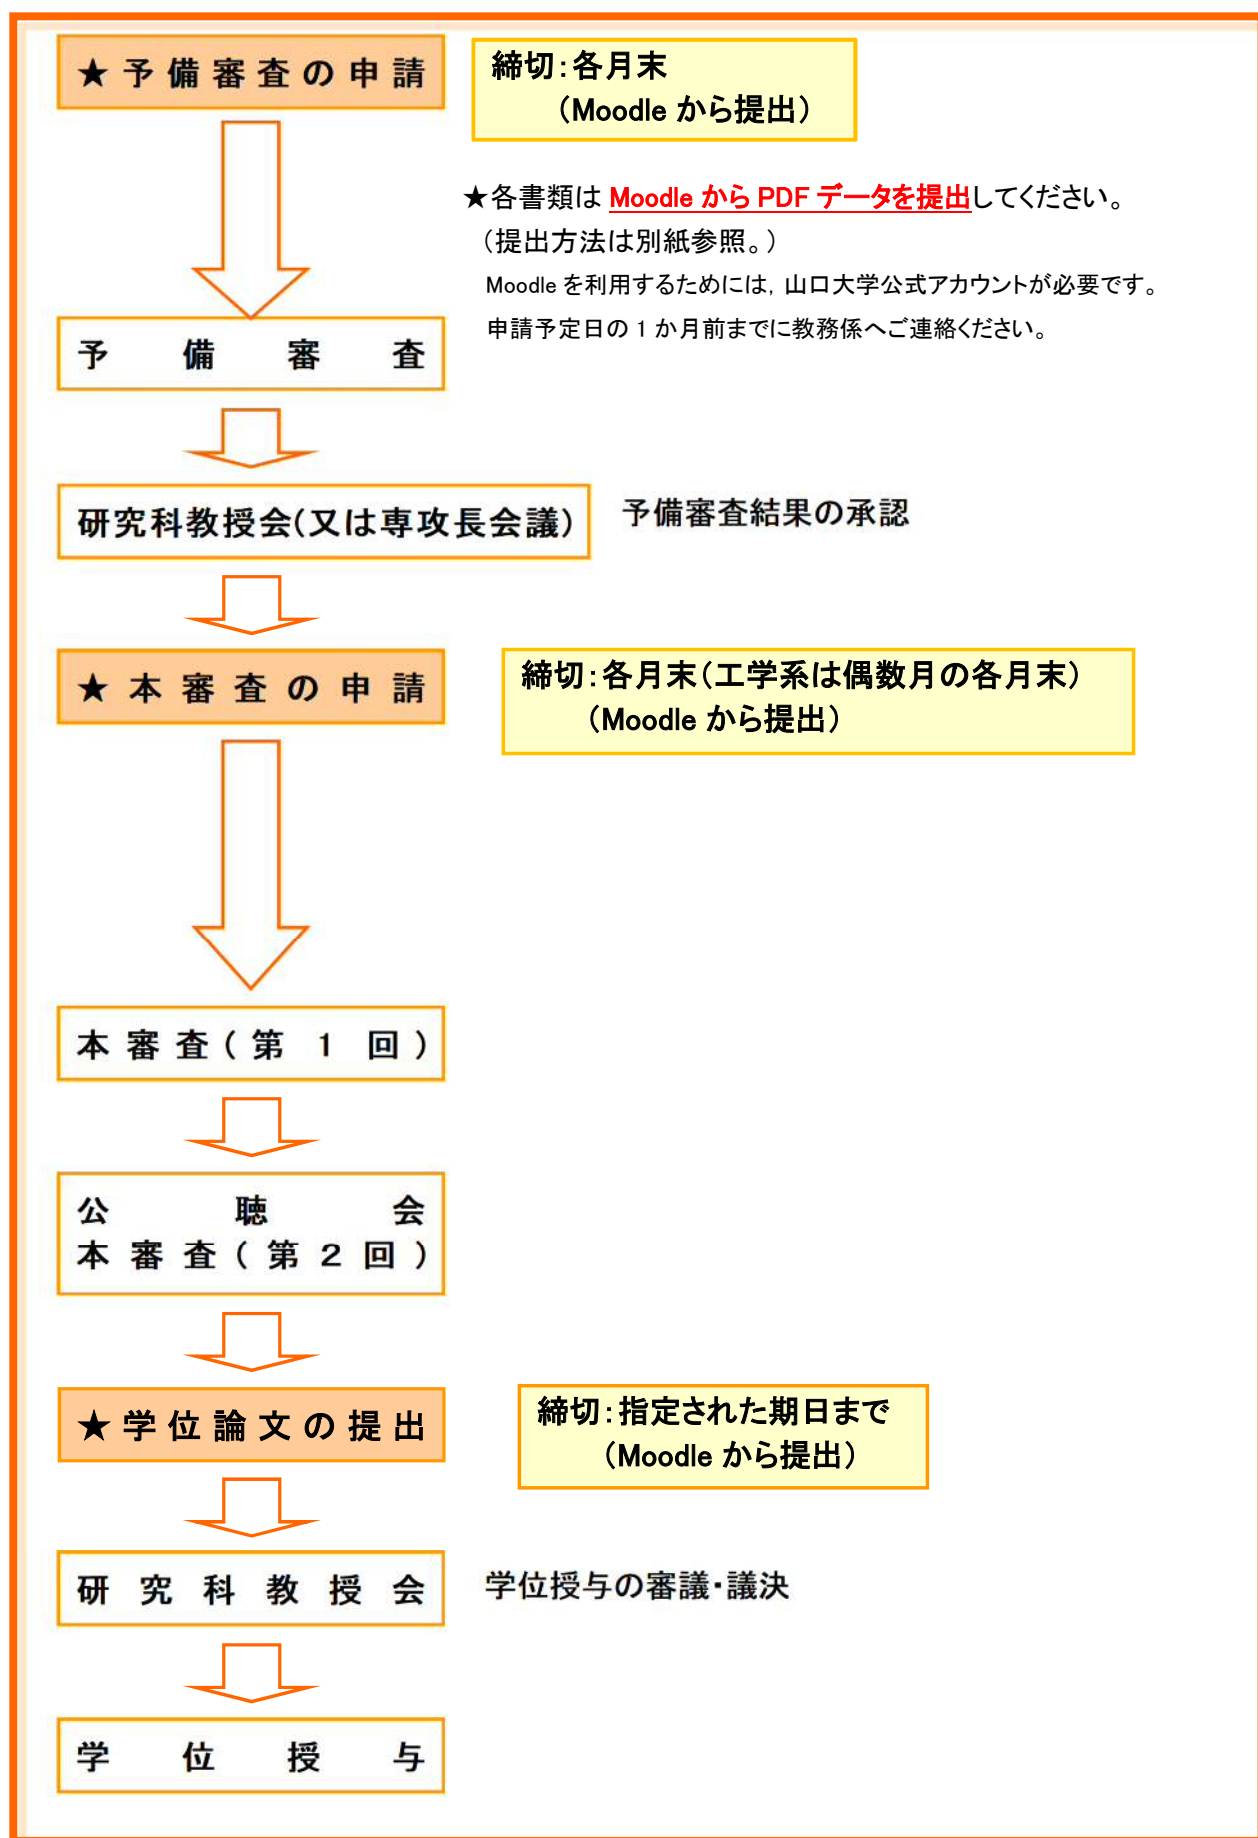 ★予備審査の申請
締切：各月末
（Moodle から提出）
★各書類は Moodle から PDF データを提出してください。
（提出方法は別紙参照。）
Moodle を利用するためには，山口大学公式アカウントが必要です。
申請予定日の 1 か月前までに教務係へご連絡ください。
予備審査
研究科教授会(又は専攻長会議)
予備審査結果の承認
★本審査の申請
締切：各月末（工学系は偶数月の各月末）
（Moodle から提出）
本審査(第1回)
公聴会
本審査(第2回)
★学位論文の提出
締切：指定された期日まで
（Moodle から提出）
研究科教授会
学位授与の審議・議決
学位授与